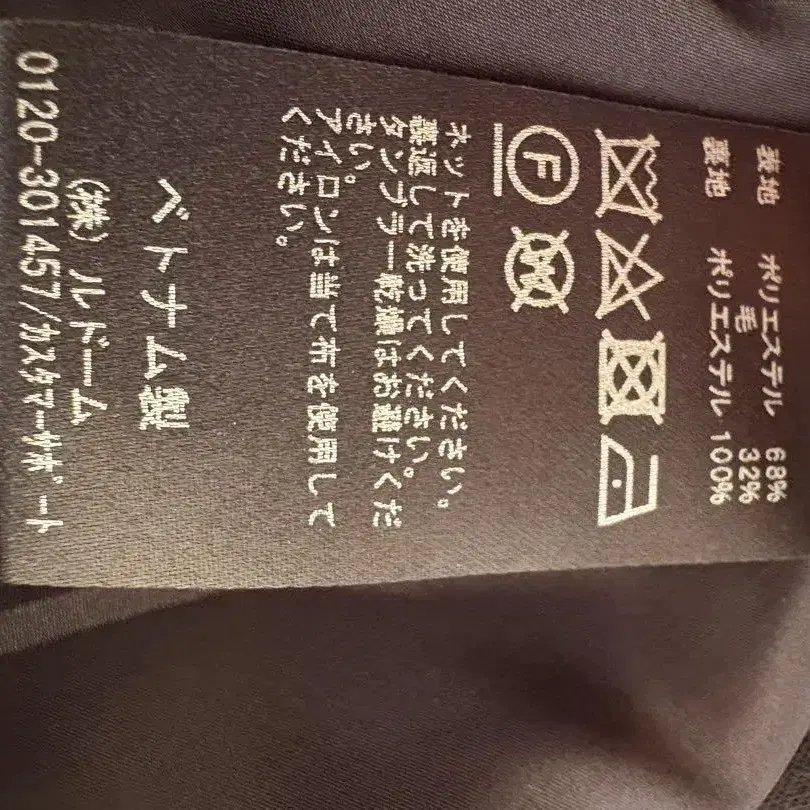 表地 ポリエステル 68%
毛 32%
裏地 ポリエステル 100%
F
W
ネットを使用してください。
裏返して洗ってください。
タンブラー乾燥はお避けくだ
さい。
アイロンは当て布を使用して
ください。
ベトナム製
(株)ルドーム
0120-301457/カスタマーサポート